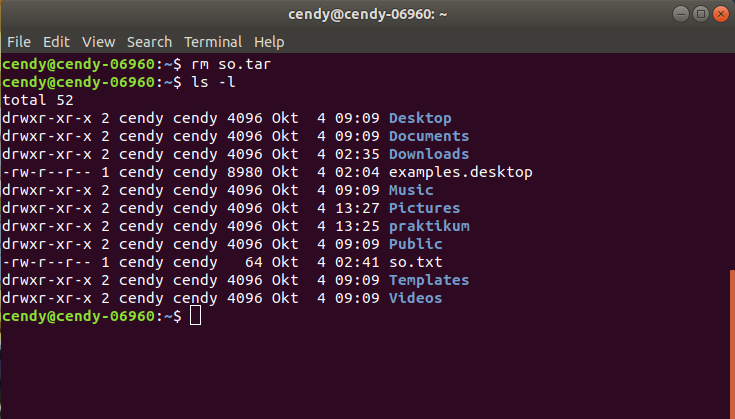 cendy@cendy-06960: ~
File Edit View Search Terminal Help
cendy@cendy-06960:~$ rm so.tar
cendy@cendy-06960:~$ ls -l
total 52
drwxr-xr-x 2 cendy cendy 4096 Okt  4 09:09 Desktop
drwxr-xr-x 2 cendy cendy 4096 Okt  4 09:09 Documents
drwxr-xr-x 2 cendy cendy 4096 Okt  4 02:35 Downloads
-rw-r--r-- 1 cendy cendy 8980 Okt  4 02:04 examples.desktop
drwxr-xr-x 2 cendy cendy 4096 Okt  4 09:09 Music
drwxr-xr-x 2 cendy cendy 4096 Okt  4 13:27 Pictures
drwxr-xr-x 2 cendy cendy 4096 Okt  4 13:25 praktikum
drwxr-xr-x 2 cendy cendy 4096 Okt  4 09:09 Public
-rw-r--r-- 1 cendy cendy   64 Okt  4 02:41 so.txt
drwxr-xr-x 2 cendy cendy 4096 Okt  4 09:09 Templates
drwxr-xr-x 2 cendy cendy 4096 Okt  4 09:09 Videos
cendy@cendy-06960:~$